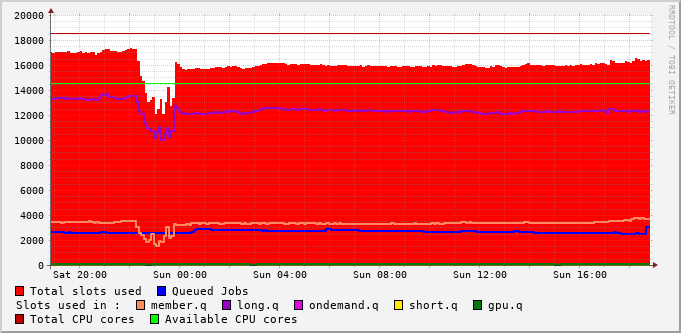 20000
18000
16000
14000
12000
10000
8000
6000
4000
2000
0
Sat 20:00 Sun 00:00 Sun 04:00 Sun 08:00 Sun 12:00 Sun 16:00
Total slots used Queued Jobs
Slots used in : member.q long.q ondemand.q short.q gpu.q
Total CPU cores Available CPU cores
RRDTOOL / TOBI OETIKER